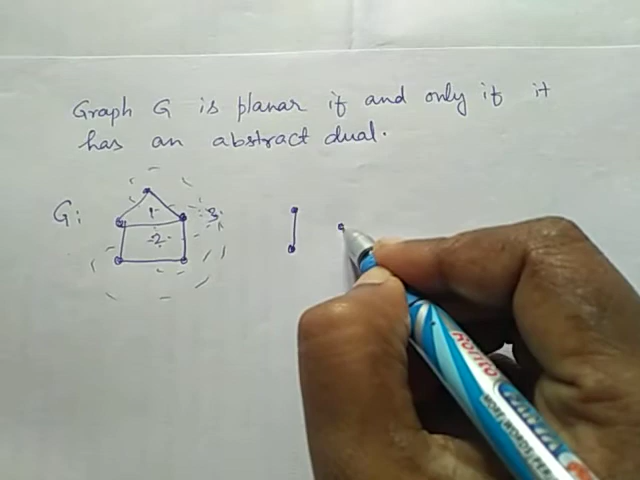 Graph G is planar if and only if it
has an abstract dual.
G:
1
2
3